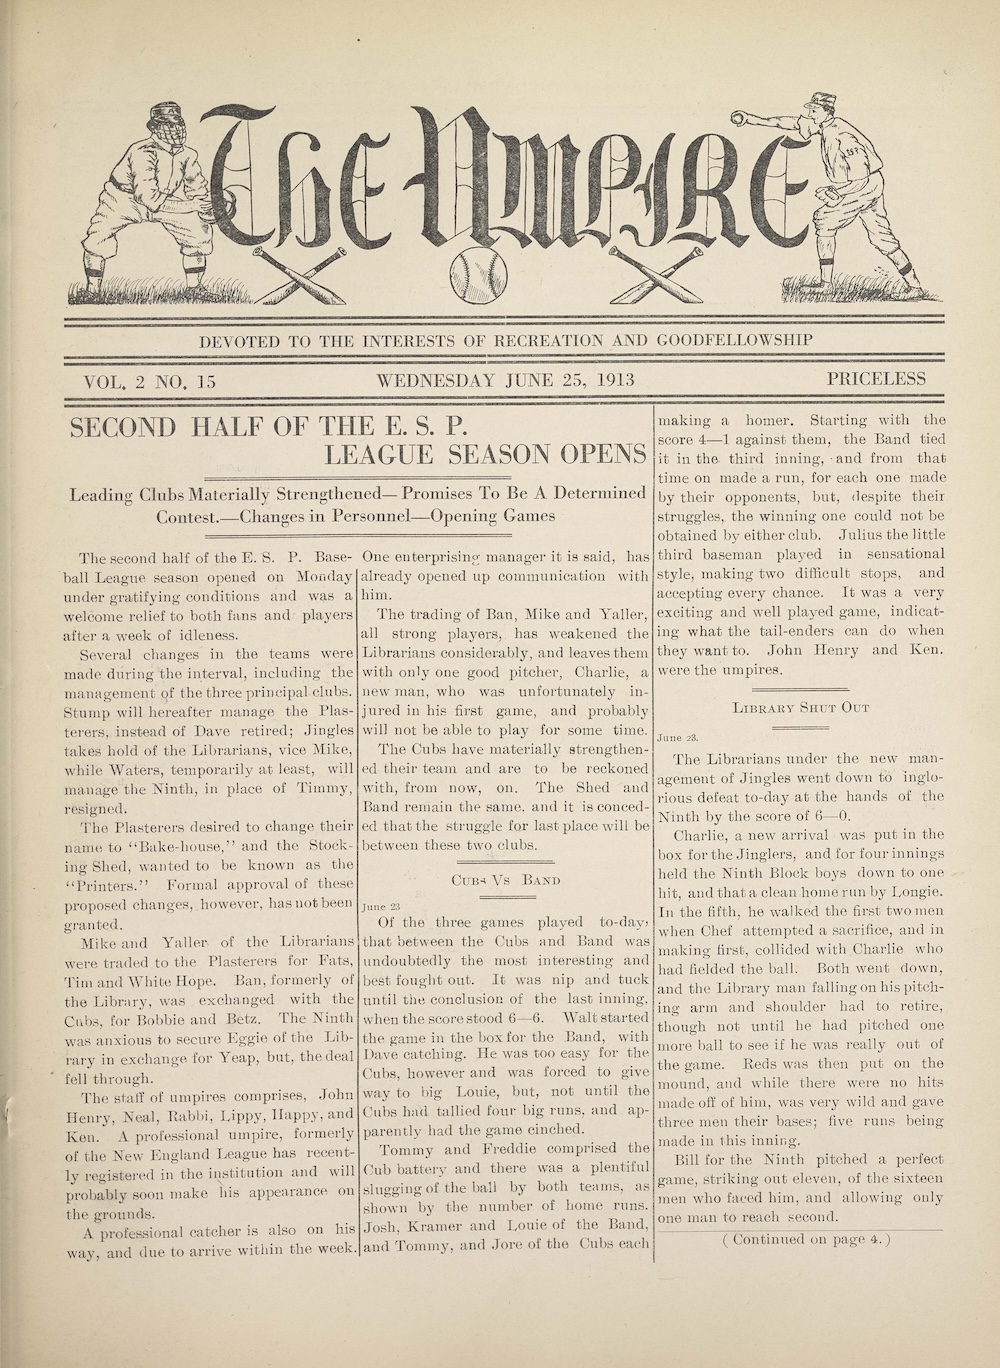 The Umpire
DEVOTED TO THE INTERESTS OF RECREATION AND GOODFELLOWSHIP
VOL. 2 NO. 15 WEDNESDAY JUNE 25, 1913 PRICELESS
SECOND HALF OF THE E. S. P.
LEAGUE SEASON OPENS
Leading Clubs Materially Strengthened—Promises To Be A Determined
Contest.—Changes in Personnel—Opening Games
The second half of the E. S. P. Base-
ball League season opened on Monday
under gratifying conditions and was a
welcome relief to both fans and players
after a week of idleness.
Several changes in the teams were
made during the interval, including the
management of the three principal clubs.
Stump will hereafter manage the Plas-
terers, instead of Dave retired; Jingles
takes hold of the Librarians, vice Mike,
while Waters, temporarily at least, will
manage the Ninth, in place of Timmy,
resigned.
The Plasterers desired to change their
name to "Bake-house," and the Stock-
ing Shed, wanted to be known as the
"Printers." Formal approval of these
proposed changes, however, has not been
granted.
Mike and Yaller of the Librarians
were traded to the Plasterers for Fats,
Tim and White Hope. Ban, formerly of
the Library, was exchanged with the
Cubs, for Bobbie and Betz. The Ninth
was anxious to secure Eggie of the Lib-
rary in exchange for Yeap, but, the deal
fell through.
The staff of umpires comprises, John
Henry, Neal, Rabbi, Lippy, Happy, and
Ken. A professional umpire, formerly
of the New England League has recent-
ly registered in the institution and will
probably soon make his appearance on
the grounds.
A professional catcher is also on his
way, and due to arrive within the week.
One enterprising manager it is said, has
already opened up communication with
him.
The trading of Ban, Mike and Yaller,
all strong players, has weakened the
Librarians considerably, and leaves them
with only one good pitcher, Charlie, a
new man, who was unfortunately in-
jured in his first game, and probably
will not be able to play for some time.
The Cubs have materially strengthen-
ed their team and are to be reckoned
with, from now, on. The Shed and
Band remain the same. and it is conced-
ed that the struggle for last place will be
between these two clubs.
Cubs Vs Band
June 23
Of the three games played to-day,
that between the Cubs and Band was
undoubtedly the most interesting and
best fought out. It was nip and tuck
until the conclusion of the last inning,
when the score stood 6—6. Walt started
the game in the box for the Band, with
Dave catching. He was too easy for the
Cubs, however and was forced to give
way to big Louie, but, not until the
Cubs had tallied four big runs, and ap-
parently had the game cinched.
Tommy and Freddie comprised the
Cub battery and there was a plentiful
slugging of the ball by both teams, as
shown by the number of home runs.
Josh, Kramer and Louie of the Band,
and Tommy, and Jore of the Cubs each
making a homer. Starting with the
score 4—1 against them, the Band tied
it in the third inning, and from that
time on made a run, for each one made
by their opponents, but, despite their
struggles, the winning one could not be
obtained by either club. Julius the little
third baseman played in sensational
style, making two difficult stops, and
accepting every chance. It was a very
exciting and well played game, indicat-
ing what the tail-enders can do when
they want to. John Henry and Ken.
were the umpires.
Library Shut Out
June 23.
The Librarians under the new man-
agement of Jingles went down to inglo-
rious defeat to-day at the hands of the
Ninth by the score of 6—0.
Charlie, a new arrival was put in the
box for the Jinglers, and for four innings
held the Ninth Block boys down to one
hit, and that a clean home run by Longie.
In the fifth, he walked the first two men
when Chef attempted a sacrifice, and in
making first, collided with Charlie who
had fielded the ball. Both went down,
and the Library man falling on his pitch-
ing arm and shoulder had to retire,
though not until he had pitched one
more ball to see if he was really out of
the game. Reds was then put on the
mound, and while there were no hits
made off of him, was very wild and gave
three men their bases; five runs being
made in this inning.
Bill for the Ninth pitched a perfect
game, striking out eleven, of the sixteen
men who faced him, and allowing only
one man to reach second.
( Continued on page 4. )